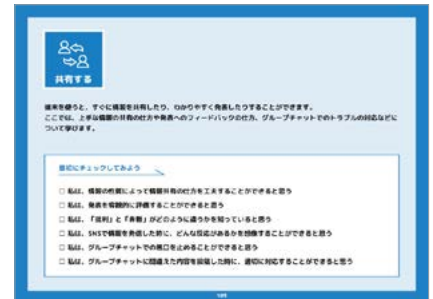 共有する
端末を使うと、すぐに情報を共有したり、わかりやすく発表したりすることができます。
ここでは、上手な情報の共有の仕方や発表へのフィードバックの仕方、グループチャットでのトラブルの対応などに
ついて学びます。
最初にチェックしてみよう
□ 私は、情報の性質によって情報共有の仕方を工夫することができると思う
□ 私は、発表を客観的に評価することができると思う
□ 私は、「批判」と「非難」がどのように違うかを知っていると思う
□ 私は、SNSで情報を発信した時に、どんな反応があるかを想像することができると思う
□ 私は、グループチャットでの悪口を止めることができると思う
□ 私は、グループチャットに間違えた内容を投稿した時に、適切に対応することができると思う